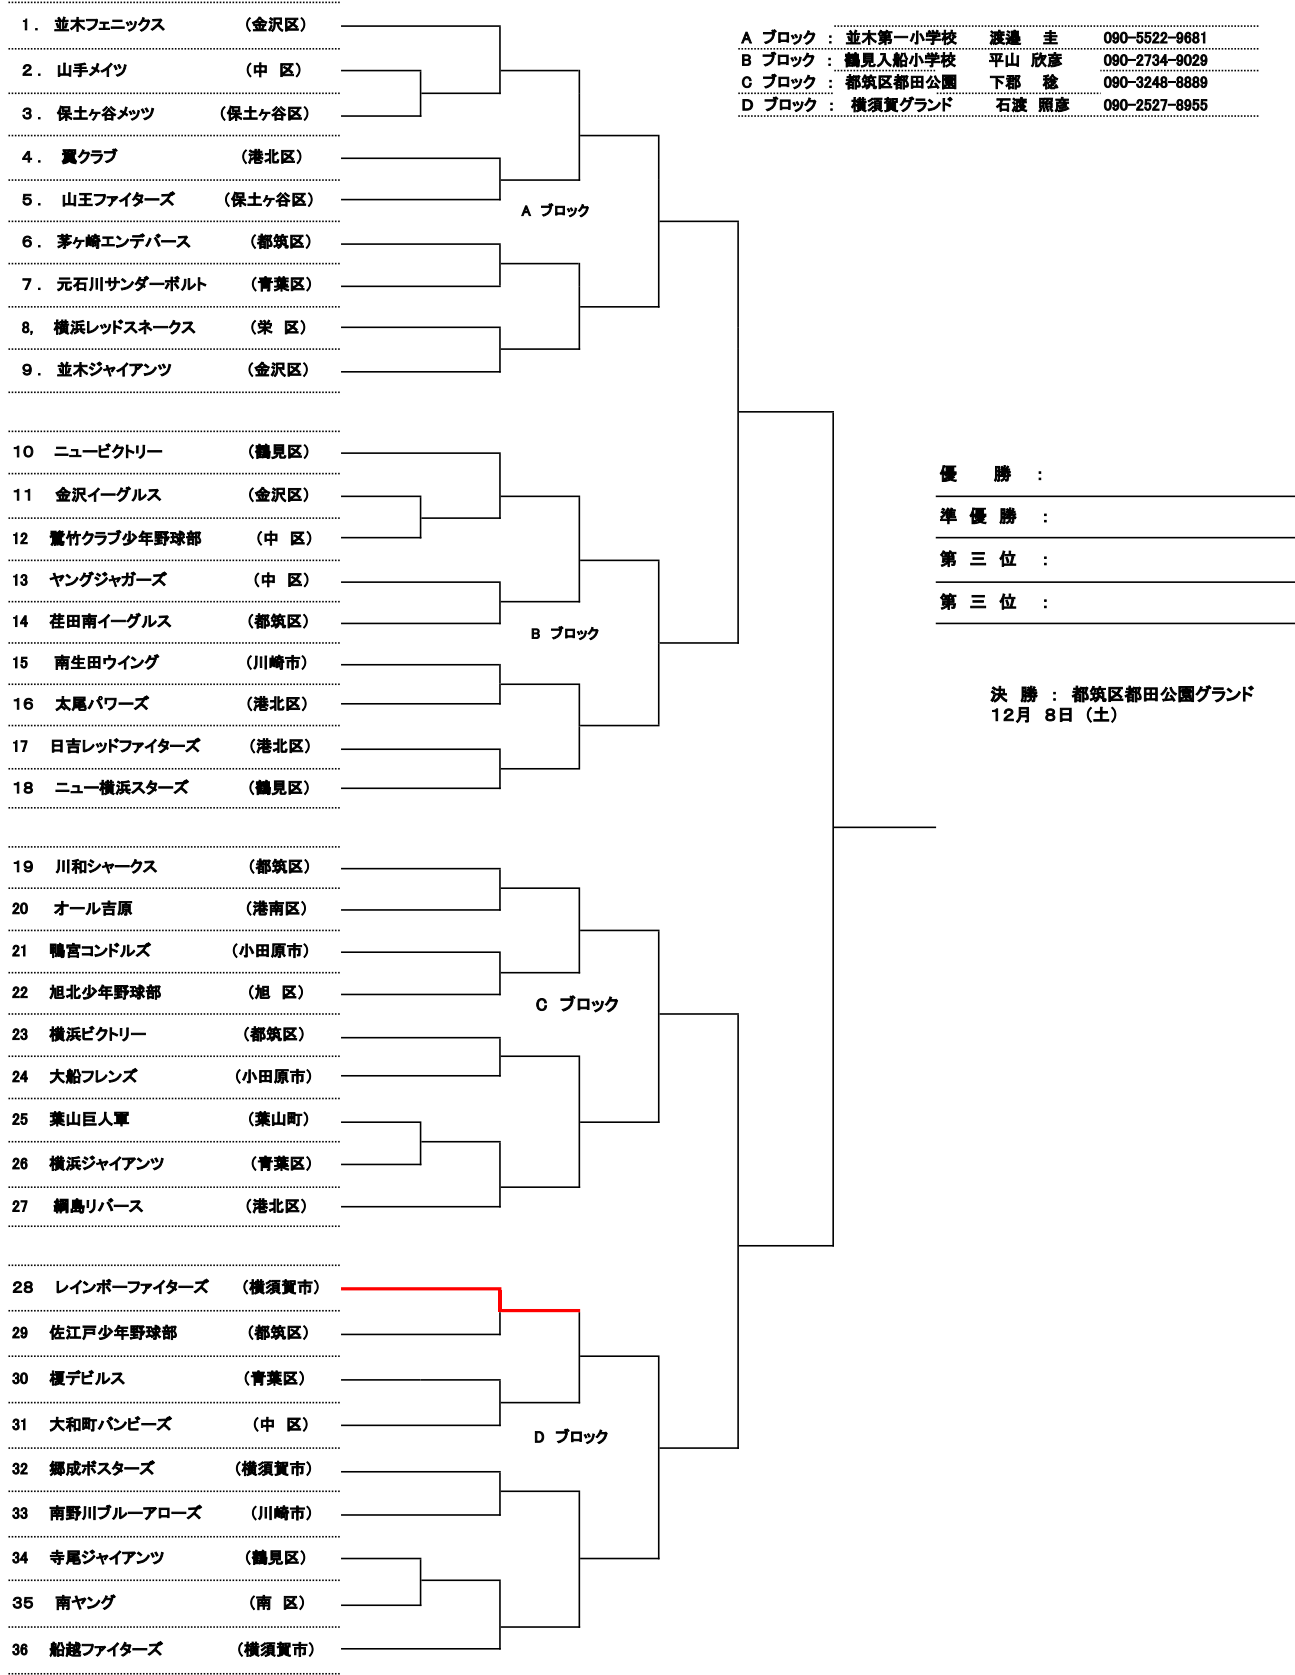 1. 並木フェニックス (金沢区)
2. 山手メイツ (中 区)
3. 保土ヶ谷メッツ (保土ヶ谷区)
4. 翼クラブ (港北区)
5. 山王ファイターズ (保土ヶ谷区)
6. 茅ヶ崎エンデバース (都筑区)
7. 元石川サンダーボルト (青葉区)
8, 横浜レッドスネークス (栄 区)
9. 並木ジャイアンツ (金沢区)
A ブロック
A ブロック : 並木第一小学校 渡邉 圭 090-5522-9681
B ブロック : 鶴見入船小学校 平山 欣彦 090-2734-9029
C ブロック : 都筑区都田公園 下郡 稔 090-3248-8889
D ブロック : 横須賀グランド 石渡 照彦 090-2527-8955
10 ニュービクトリー (鶴見区)
11 金沢イーグルス (金沢区)
12 鷺竹クラブ少年野球部 (中 区)
13 ヤングジャガーズ (中 区)
14 荏田南イーグルス (都筑区)
15 南生田ウイング (川崎市)
16 太尾パワーズ (港北区)
17 日吉レッドファイターズ (港北区)
18 ニュー横浜スターズ (鶴見区)
B ブロック
優 勝 :
準 優 勝 :
第 三 位 :
第 三 位 :
決 勝 : 都筑区都田公園グランド
12月 8日 (土)
19 川和シャークス (都筑区)
20 オール吉原 (港南区)
21 鴨宮コンドルズ (小田原市)
22 旭北少年野球部 (旭 区)
23 横浜ビクトリー (都筑区)
24 大船フレンズ (小田原市)
25 葉山巨人軍 (葉山町)
26 横浜ジャイアンツ (青葉区)
27 綱島リバース (港北区)
C ブロック
28 レインボーファイターズ (横須賀市)
29 佐江戸少年野球部 (都筑区)
30 榎デビルス (青葉区)
31 大和町バンビーズ (中 区)
32 郷成ボスターズ (横須賀市)
33 南野川ブルーアローズ (川崎市)
34 寺尾ジャイアンツ (鶴見区)
35 南ヤング (南 区)
36 船越ファイターズ (横須賀市)
D ブロック